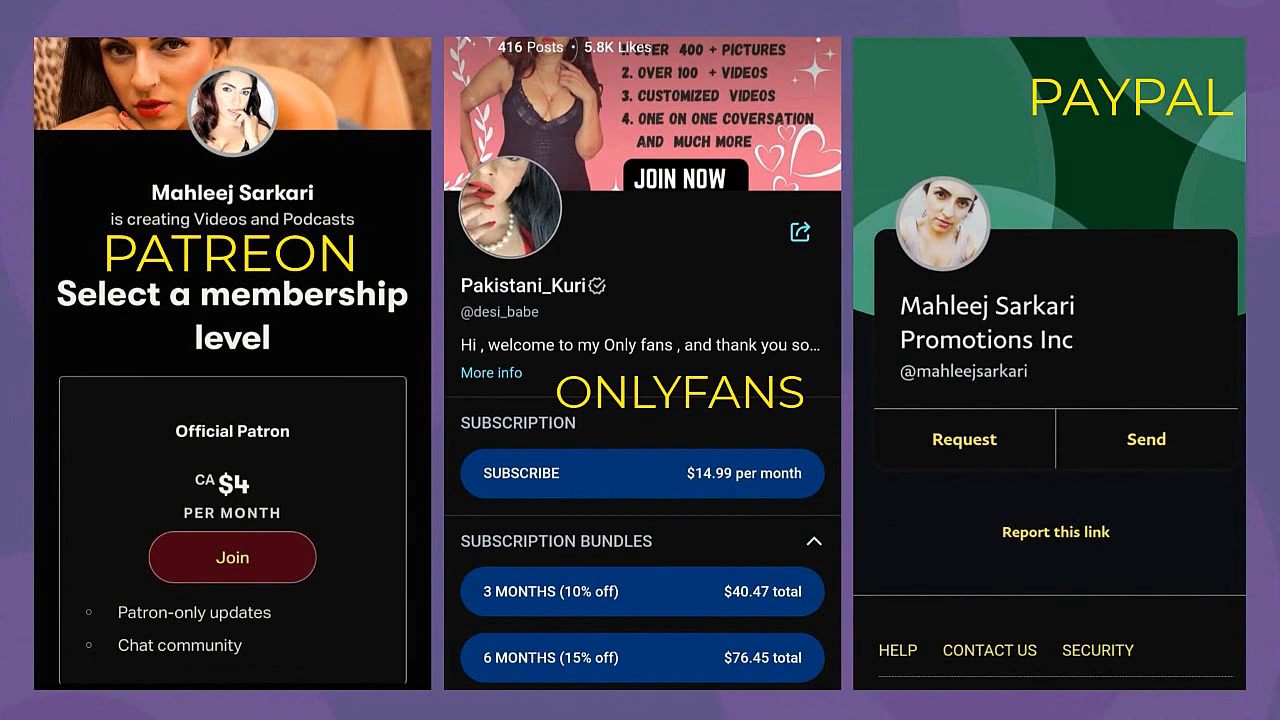 Mahleej Sarkari
is creating Videos and Podcasts
PATREON
Select a membership
level
Official Patron
CA $4
PER MONTH
Join
Patron-only updates
Chat community
416 Posts • 5.8K Likes
1. OVER 400 + PICTURES
2. OVER 100 + VIDEOS
3. CUSTOMIZED VIDEOS
4. ONE ON ONE COVERSATION
AND MUCH MORE
JOIN NOW
Pakistani_Kuri
@desi_babe
Hi , welcome to my Only fans , and thank you so...
More info
ONLYFANS
SUBSCRIPTION
SUBSCRIBE $14.99 per month
SUBSCRIPTION BUNDLES
3 MONTHS (10% off) $40.47 total
6 MONTHS (15% off) $76.45 total
PAYPAL
Mahleej Sarkari
Promotions Inc
@mahleejsarkari
Request Send
Report this link
HELP CONTACT US SECURITY